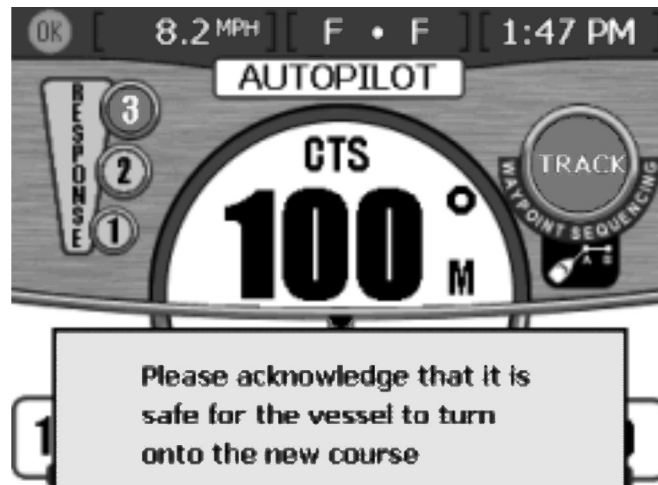 OK [ 8.2 MPH ] [ F • F ] [ 1:47 PM ]
AUTOPILOT
RESPONSE
3
2
1
CTS
100°
M
TRACK
WAYPOINT SEQUENCING
A B
Please acknowledge that it is
safe for the vessel to turn
onto the new course